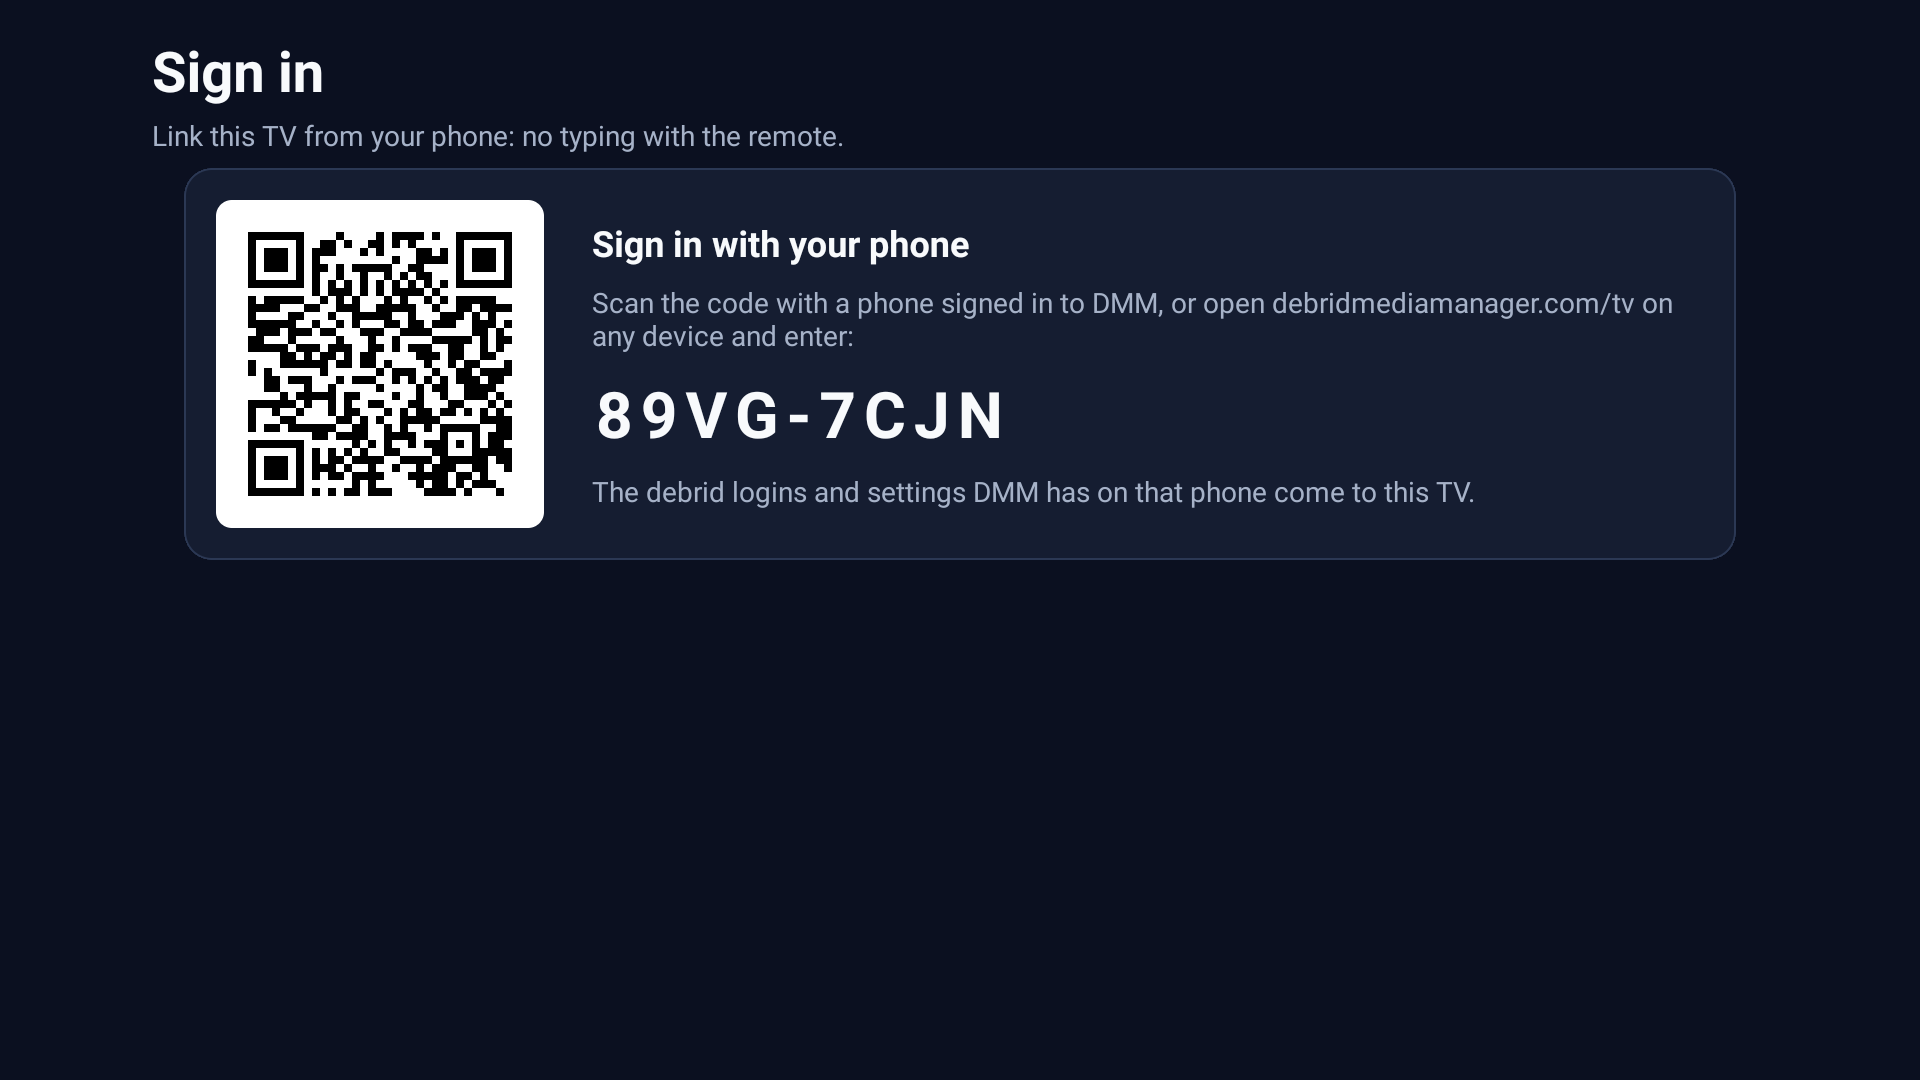 Sign in
Link this TV from your phone: no typing with the remote.
Sign in with your phone
Scan the code with a phone signed in to DMM, or open debridmediamanager.com/tv on
any device and enter:
89VG-7CJN
The debrid logins and settings DMM has on that phone come to this TV.